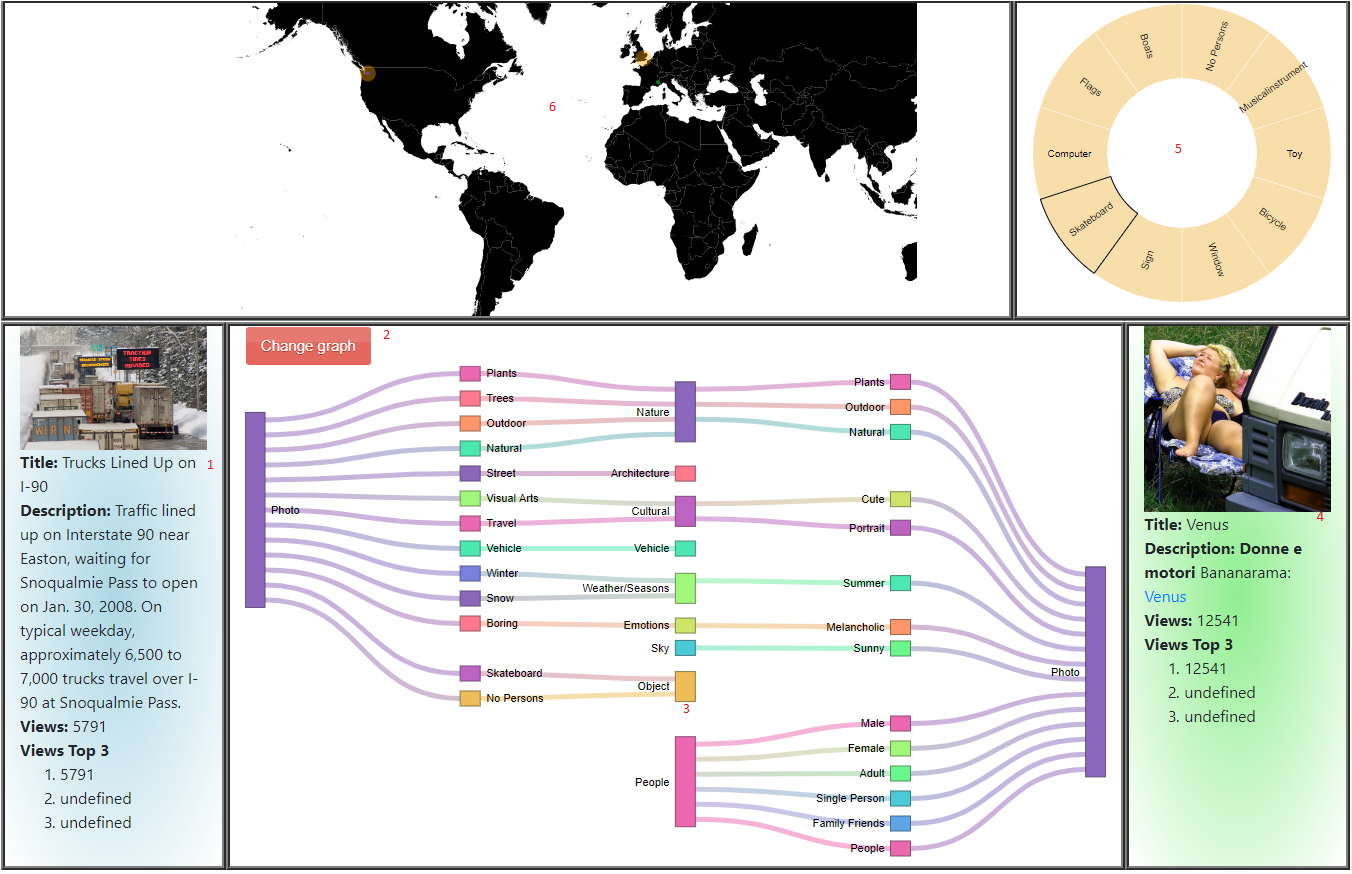 6
No Persons
Musicalinstrument
Toy
Bicycle
Window
Sign
Skateboard
Computer
Flags
Boats
5
TRACTION
TIRES
ADVISED
1
Title: Trucks Lined Up on
I-90
Description: Traffic lined
up on Interstate 90 near
Easton, waiting for
Snoqualmie Pass to open
on Jan. 30, 2008. On
typical weekday,
approximately 6,500 to
7,000 trucks travel over I-
90 at Snoqualmie Pass.
Views: 5791
Views Top 3
1. 5791
2. undefined
3. undefined
Change graph
2
Photo
Plants
Trees
Outdoor
Natural
Street
Visual Arts
Travel
Vehicle
Winter
Snow
Boring
Skateboard
No Persons
Nature
Architecture
Cultural
Vehicle
Weather/Seasons
Emotions
Sky
Object
3
People
Plants
Outdoor
Natural
Cute
Portrait
Summer
Melancholic
Sunny
Male
Female
Adult
Single Person
Family Friends
People
Photo
4
Title: Venus
Description: Donne e
motori Bananarama:
Venus
Views: 12541
Views Top 3
1. 12541
2. undefined
3. undefined